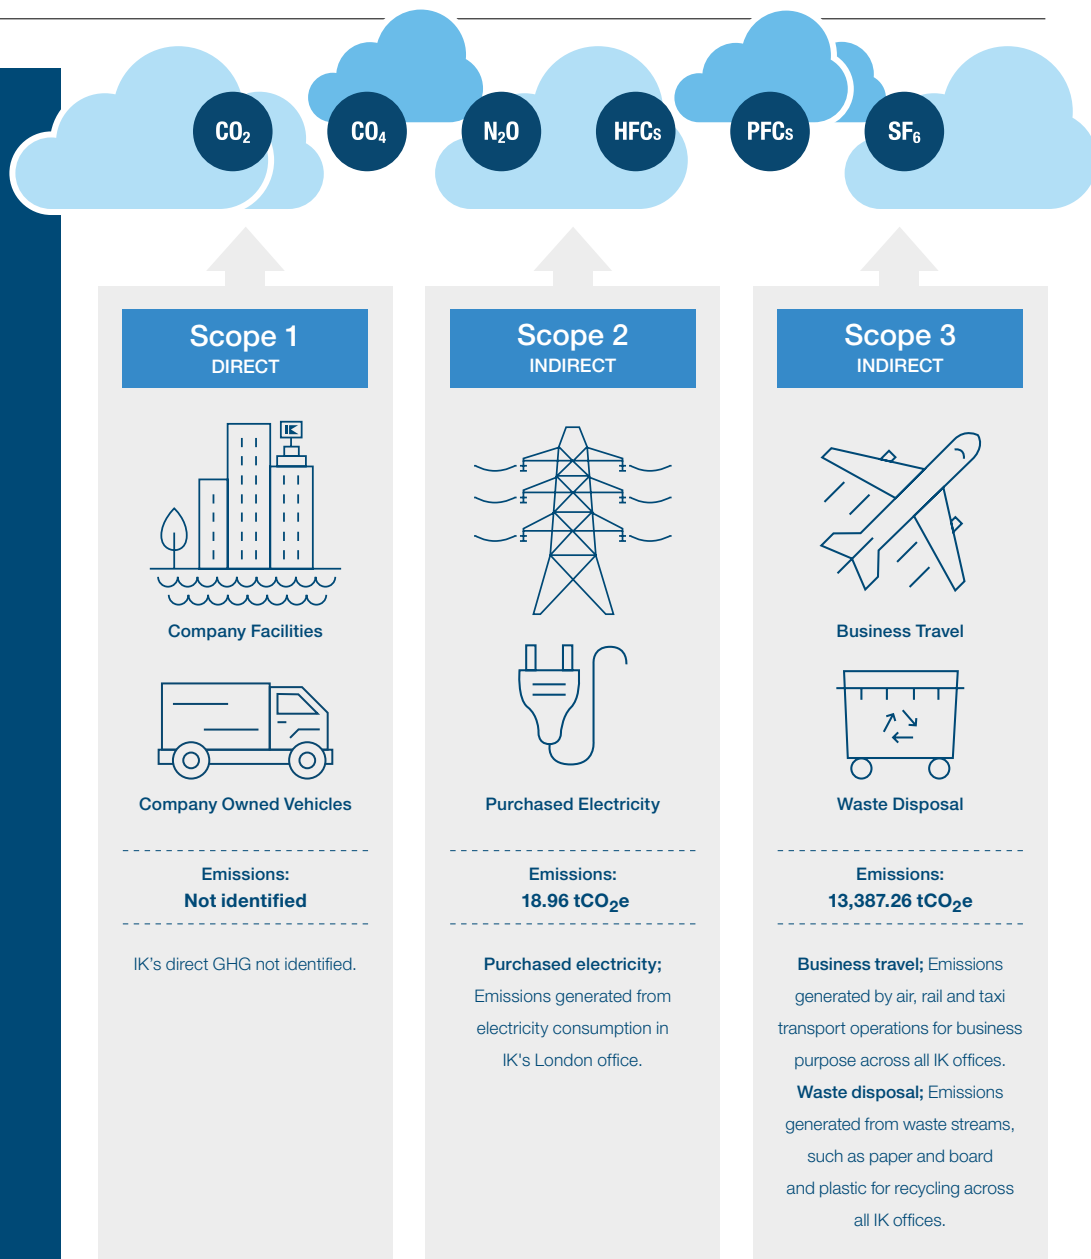 CO2
CO4
N2O
HFCs
PFCs
SF6
Scope 1
DIRECT
IK
Company Facilities
Company Owned Vehicles
Emissions:
Not identified
IK's direct GHG not identified.
Scope 2
INDIRECT
Purchased Electricity
Emissions:
18.96 tCO2e
Purchased electricity;
Emissions generated from
electricity consumption in
IK's London office.
Scope 3
INDIRECT
Business Travel
Waste Disposal
Emissions:
13,387.26 tCO2e
Business travel; Emissions
generated by air, rail and taxi
transport operations for business
purpose across all IK offices.
Waste disposal; Emissions
generated from waste streams,
such as paper and board
and plastic for recycling across
all IK offices.